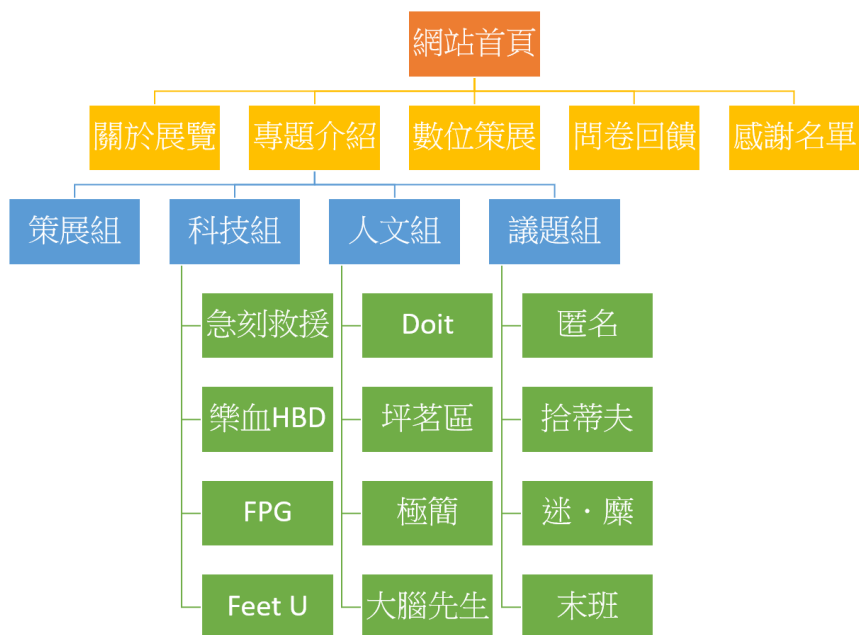 網站首頁
關於展覽
專題介紹
數位策展
問卷回饋
感謝名單
策展組
科技組
人文組
議題組
急刻救援
Doit
匿名
樂血HBD
坪茗區
拾蒂夫
FPG
極簡
迷・糜
Feet U
大腦先生
末班